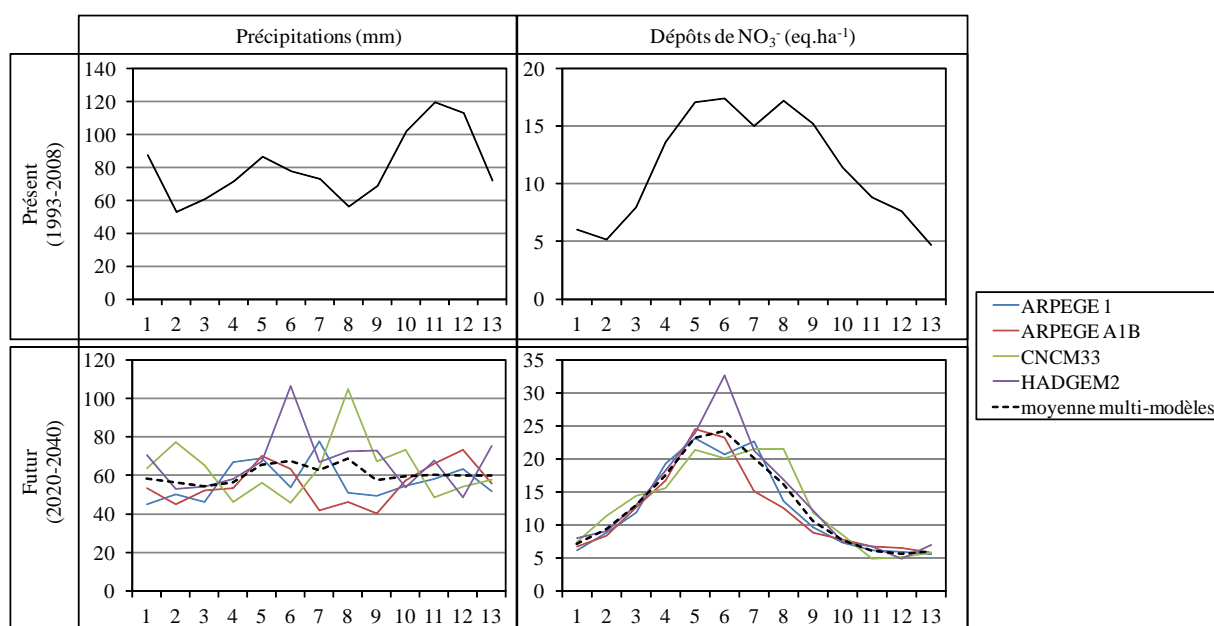 Précipitations (mm)
Dépôts de NO₃⁻ (eq.ha⁻¹)
Présent
(1993-2008)
140
120
100
80
60
40
20
0
1 2 3 4 5 6 7 8 9 10 11 12 13
20
15
10
5
0
1 2 3 4 5 6 7 8 9 10 11 12 13
Futur
(2020-2040)
120
100
80
60
40
20
0
1 2 3 4 5 6 7 8 9 10 11 12 13
35
30
25
20
15
10
5
0
1 2 3 4 5 6 7 8 9 10 11 12 13
ARPEGE 1
ARPEGE A1B
CNCM33
HADGEM2
moyenne multi-modèles